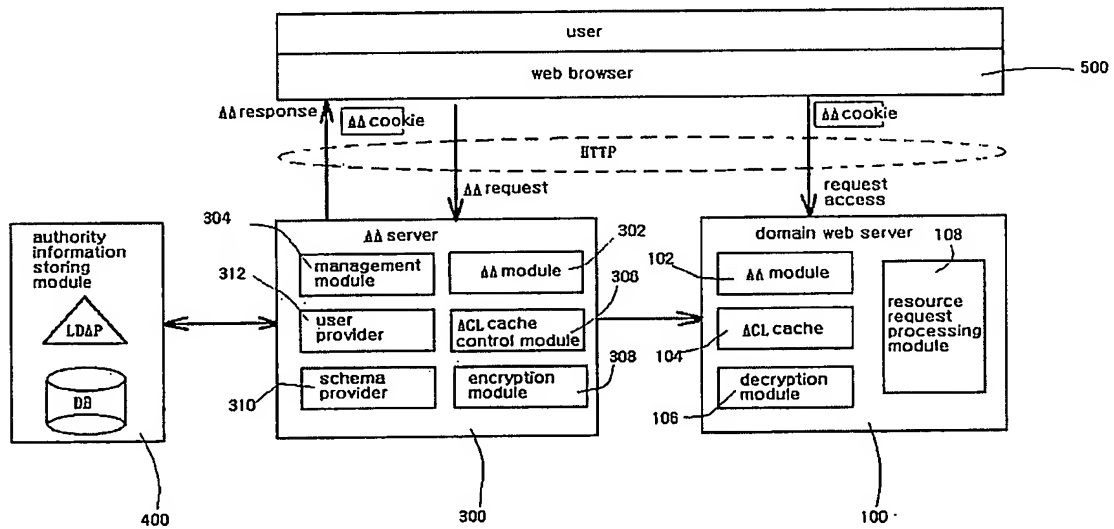 user
web browser
500
AA response
AA cookie
AA cookie
HTTP
AA request
request
access
304
authority
information
storing
module
LDAP
DB
400
312
310
AA server
management
module
AA module
302
306
user
provider
ACL cache
control module
schema
provider
encryption
module
308
300
domain web server
108
102
AA module
resource
request
processing
module
ACL cache
104
decryption
module
106
100